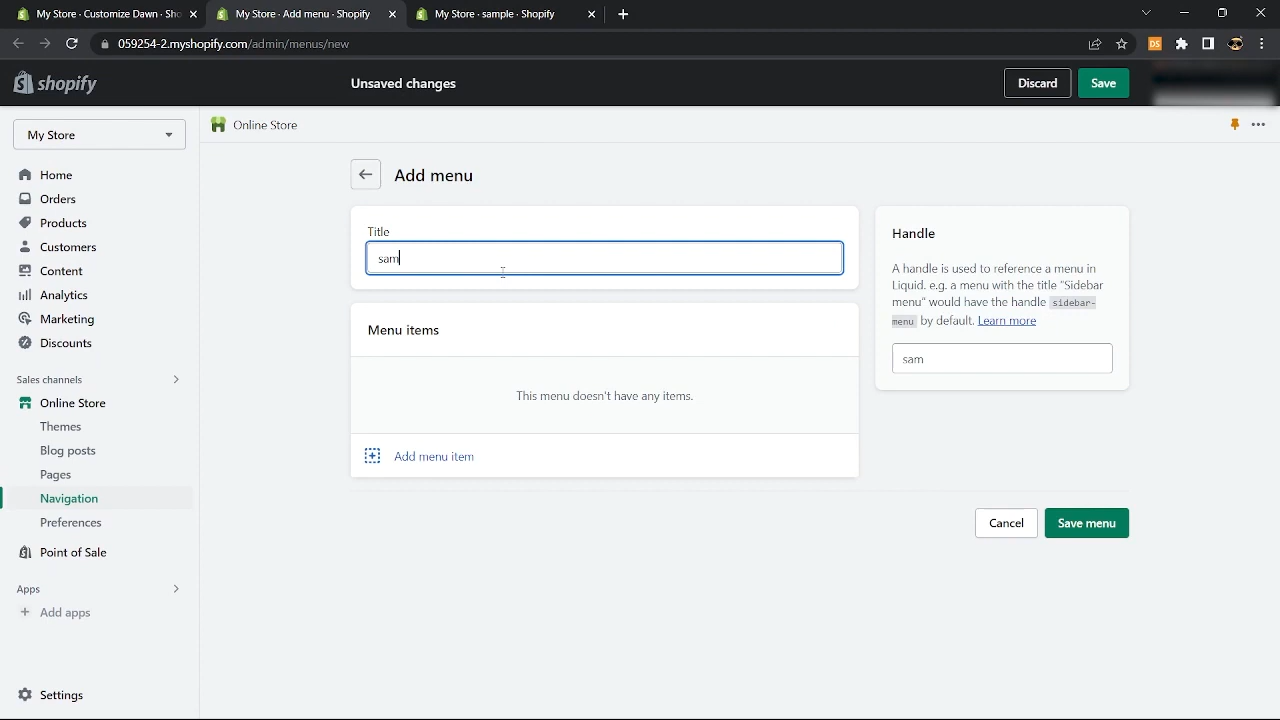 My Store - Customize Dawn · Sho
My Store - Add menu · Shopify
My Store - sample · Shopify
059254-2.myshopify.com/admin/menus/new
DS
shopify
Unsaved changes
Discard
Save
My Store
Online Store
Home
Orders
Products
Customers
Content
Analytics
Marketing
Discounts
Sales channels
Online Store
Themes
Blog posts
Pages
Navigation
Preferences
Point of Sale
Apps
Add apps
Settings
Add menu
Title
sam
Menu items
This menu doesn't have any items.
Add menu item
Handle
A handle is used to reference a menu in
Liquid. e.g. a menu with the title "Sidebar
menu" would have the handle sidebar-
menu by default. Learn more
sam
Cancel
Save menu